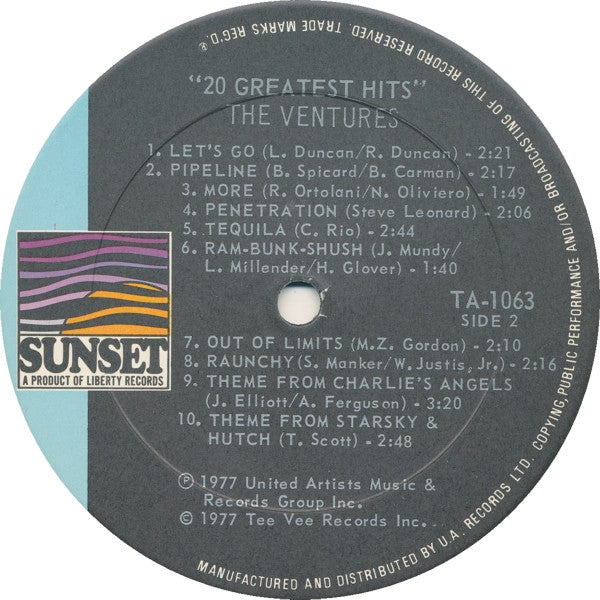 "20 GREATEST HITS"
THE VENTURES
1. LET'S GO (L. Duncan/R. Duncan) - 2:21
2. PIPELINE (B. Spicard/B. Carman) - 2:17
3. MORE (R. Ortolani/N. Oliviero) - 1:49
4. PENETRATION (Steve Leonard) - 2:06
5. TEQUILA (C. Rio) - 2:44
6. RAM-BUNK-SHUSH (J. Mundy/
L. Millender/H. Glover) - 1:40
TA-1063
SIDE 2
SUNSET
A PRODUCT OF LIBERTY RECORDS
7. OUT OF LIMITS (M.Z. Gordon) - 2:10
8. RAUNCHY (S. Manker/W. Justis, Jr.) - 2:16
9. THEME FROM CHARLIE'S ANGELS
(J. Elliott/A. Ferguson) - 3:20
10. THEME FROM STARSKY &
HUTCH (T. Scott) - 2:48
℗ 1977 United Artists Music &
Records Group Inc.
© 1977 Tee Vee Records Inc.
MANUFACTURED AND DISTRIBUTED BY U.A. RECORDS LTD. COPYING, PUBLIC PERFORMANCE AND/OR BROADCASTING OF THIS RECORD RESERVED. TRADE MARKS REG'D.®